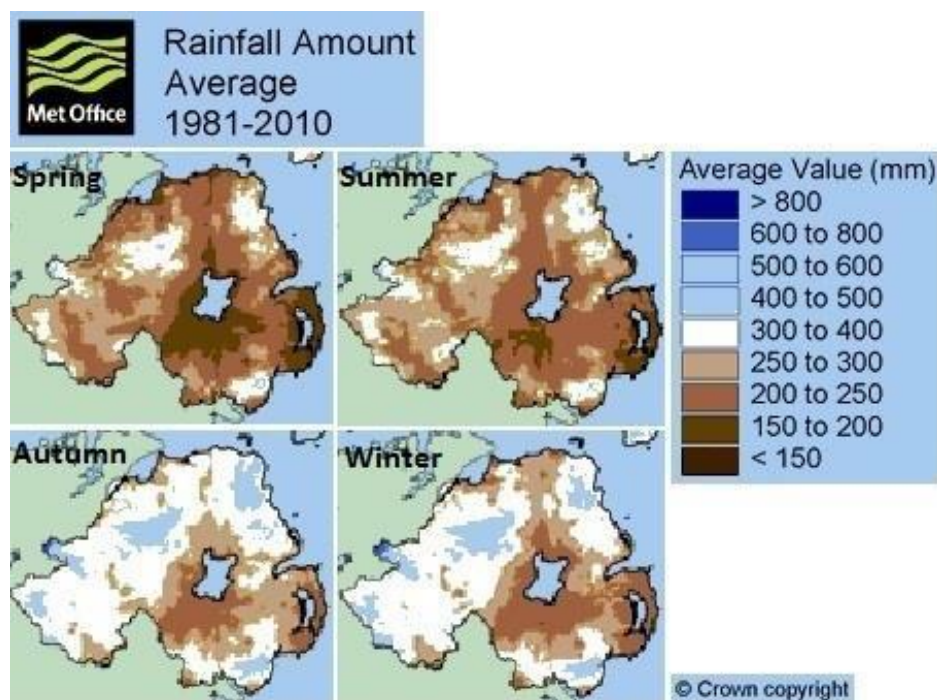 Met Office
Rainfall Amount
Average
1981-2010
Spring
Summer
Autumn
Winter
Average Value (mm)
> 800
600 to 800
500 to 600
400 to 500
300 to 400
250 to 300
200 to 250
150 to 200
< 150
© Crown copyright